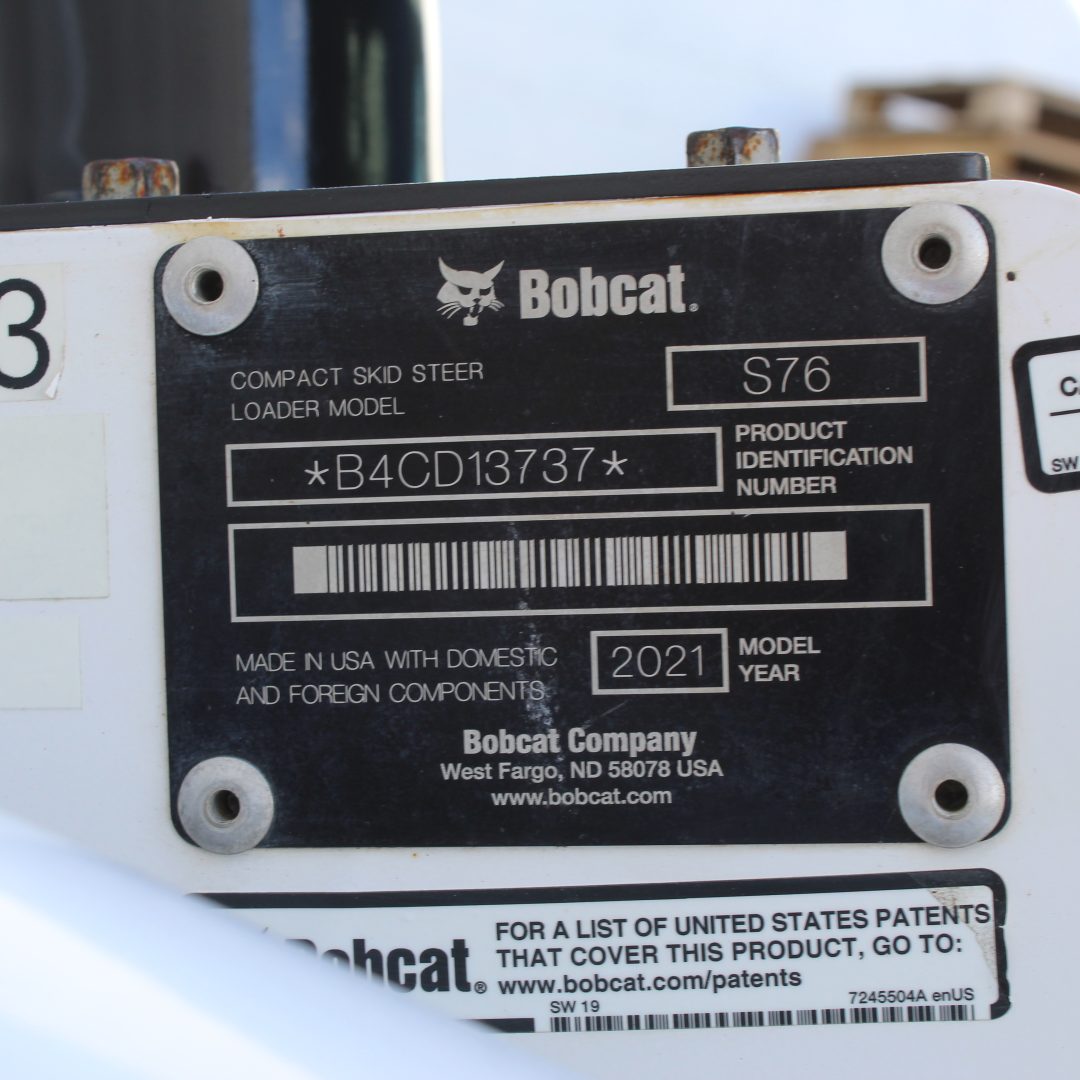 3
Bobcat®
COMPACT SKID STEER
LOADER MODEL
S76
*B4CD13737*
PRODUCT
IDENTIFICATION
NUMBER
MADE IN USA WITH DOMESTIC
AND FOREIGN COMPONENTS.
2021
MODEL
YEAR
Bobcat Company
West Fargo, ND 58078 USA
www.bobcat.com
SW
Bobcat®
FOR A LIST OF UNITED STATES PATENTS
THAT COVER THIS PRODUCT, GO TO:
www.bobcat.com/patents
SW 19
7245504A enUS